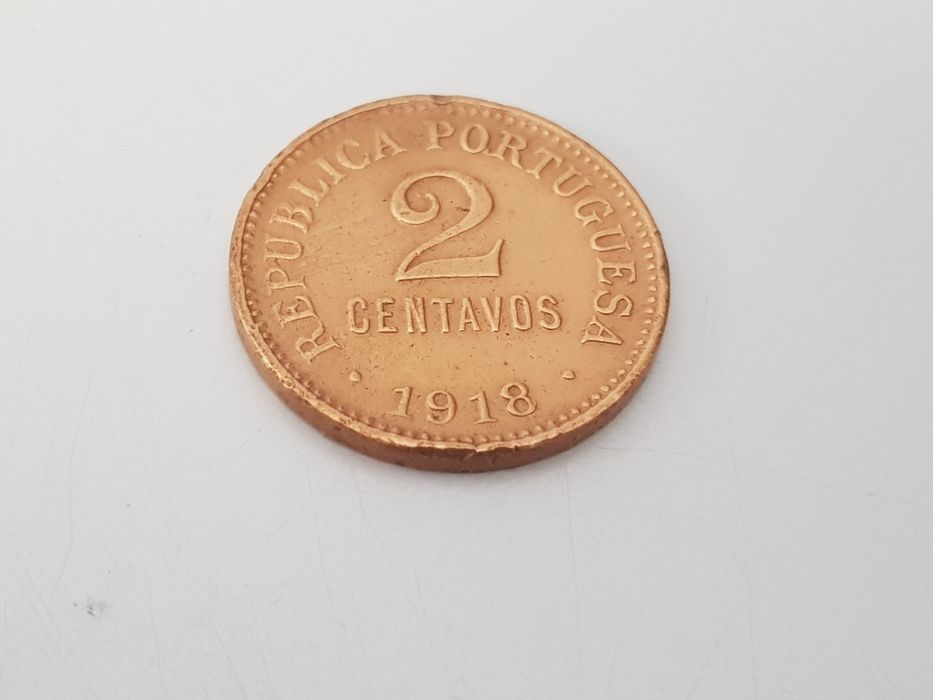 REPUBLICA PORTUGUESA
2
CENTAVOS
• 1918 •